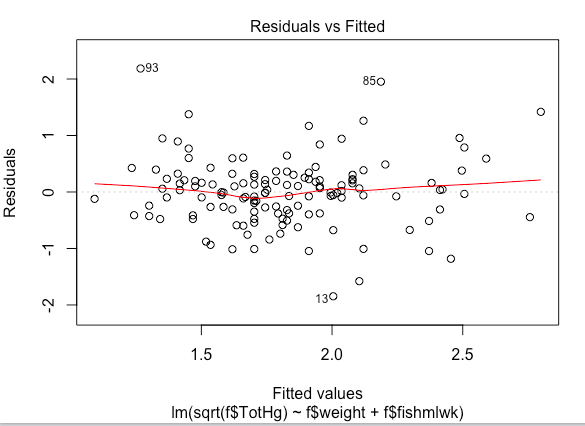 Residuals vs Fitted
Residuals
2
1
0
-1
-2
93
85
13
1.5
2.0
2.5
Fitted values
lm(sqrt(f$TotHg) ~ f$weight + f$fishmlwk)